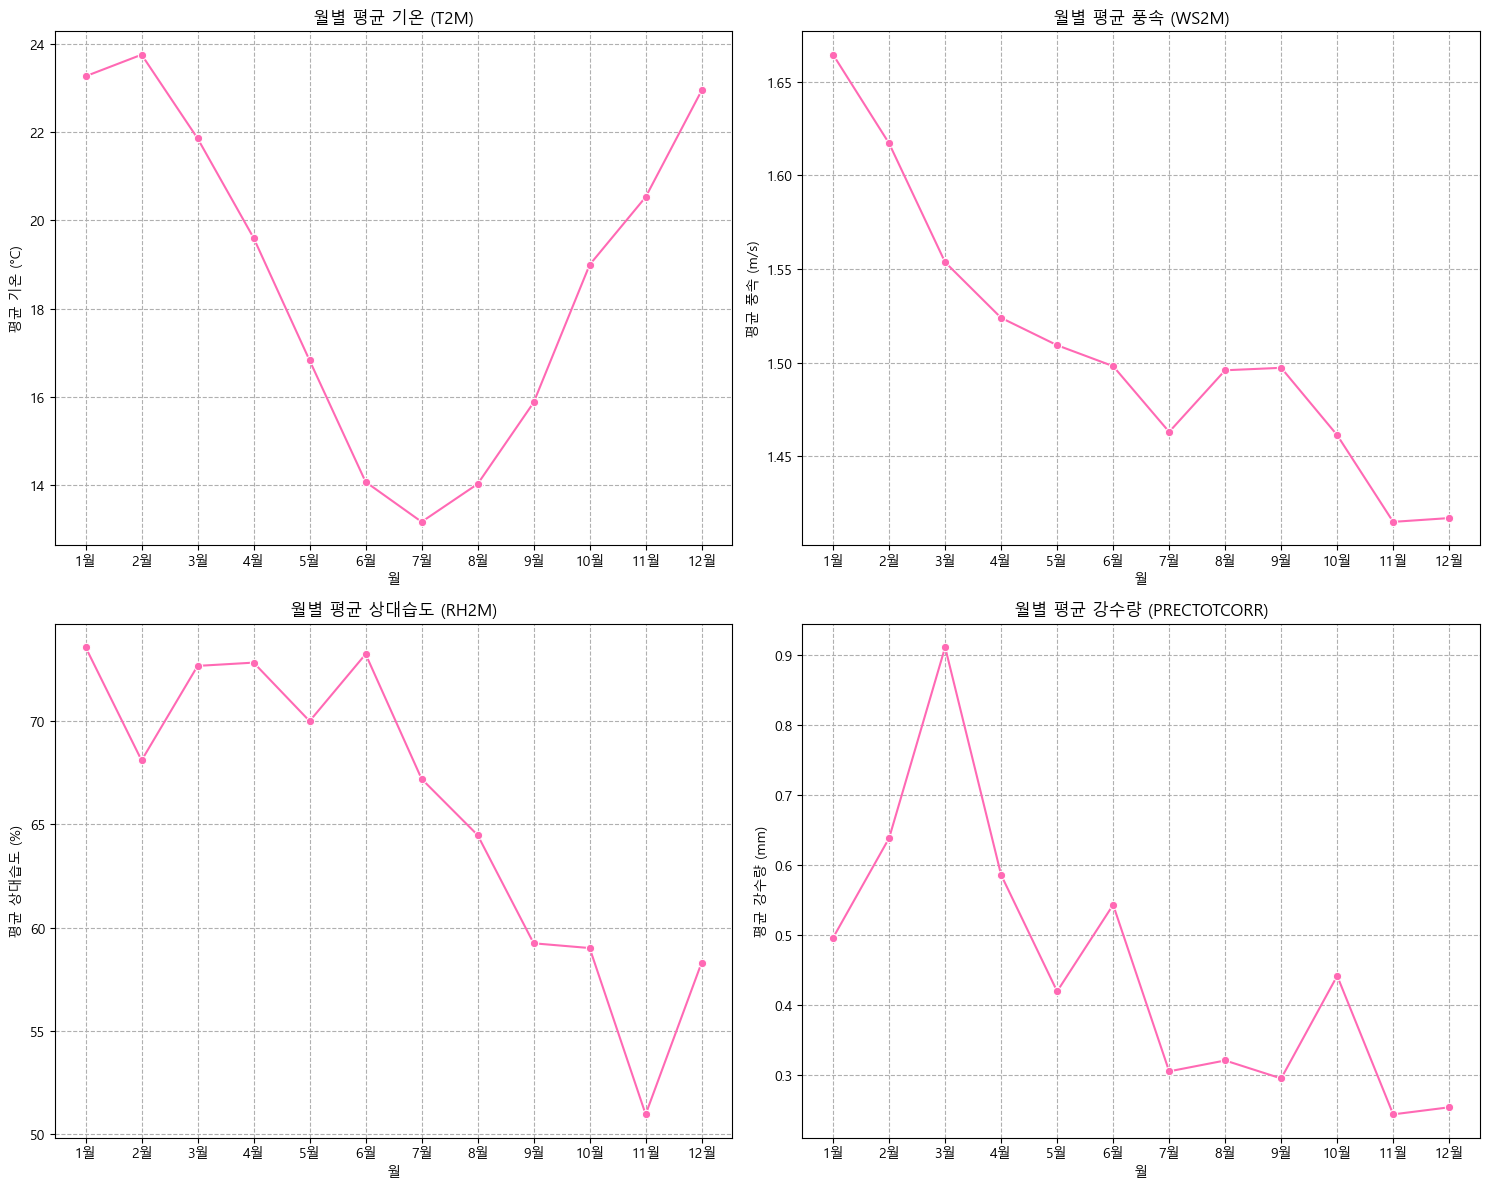 월별 평균 기온 (T2M)
평균 기온 (°C)
24
22
20
18
16
14
1월 2월 3월 4월 5월 6월 7월 8월 9월 10월 11월 12월
월
월별 평균 풍속 (WS2M)
평균 풍속 (m/s)
1.65
1.60
1.55
1.50
1.45
1월 2월 3월 4월 5월 6월 7월 8월 9월 10월 11월 12월
월
월별 평균 상대습도 (RH2M)
평균 상대습도 (%)
70
65
60
55
50
1월 2월 3월 4월 5월 6월 7월 8월 9월 10월 11월 12월
월
월별 평균 강수량 (PRECTOTCORR)
평균 강수량 (mm)
0.9
0.8
0.7
0.6
0.5
0.4
0.3
1월 2월 3월 4월 5월 6월 7월 8월 9월 10월 11월 12월
월